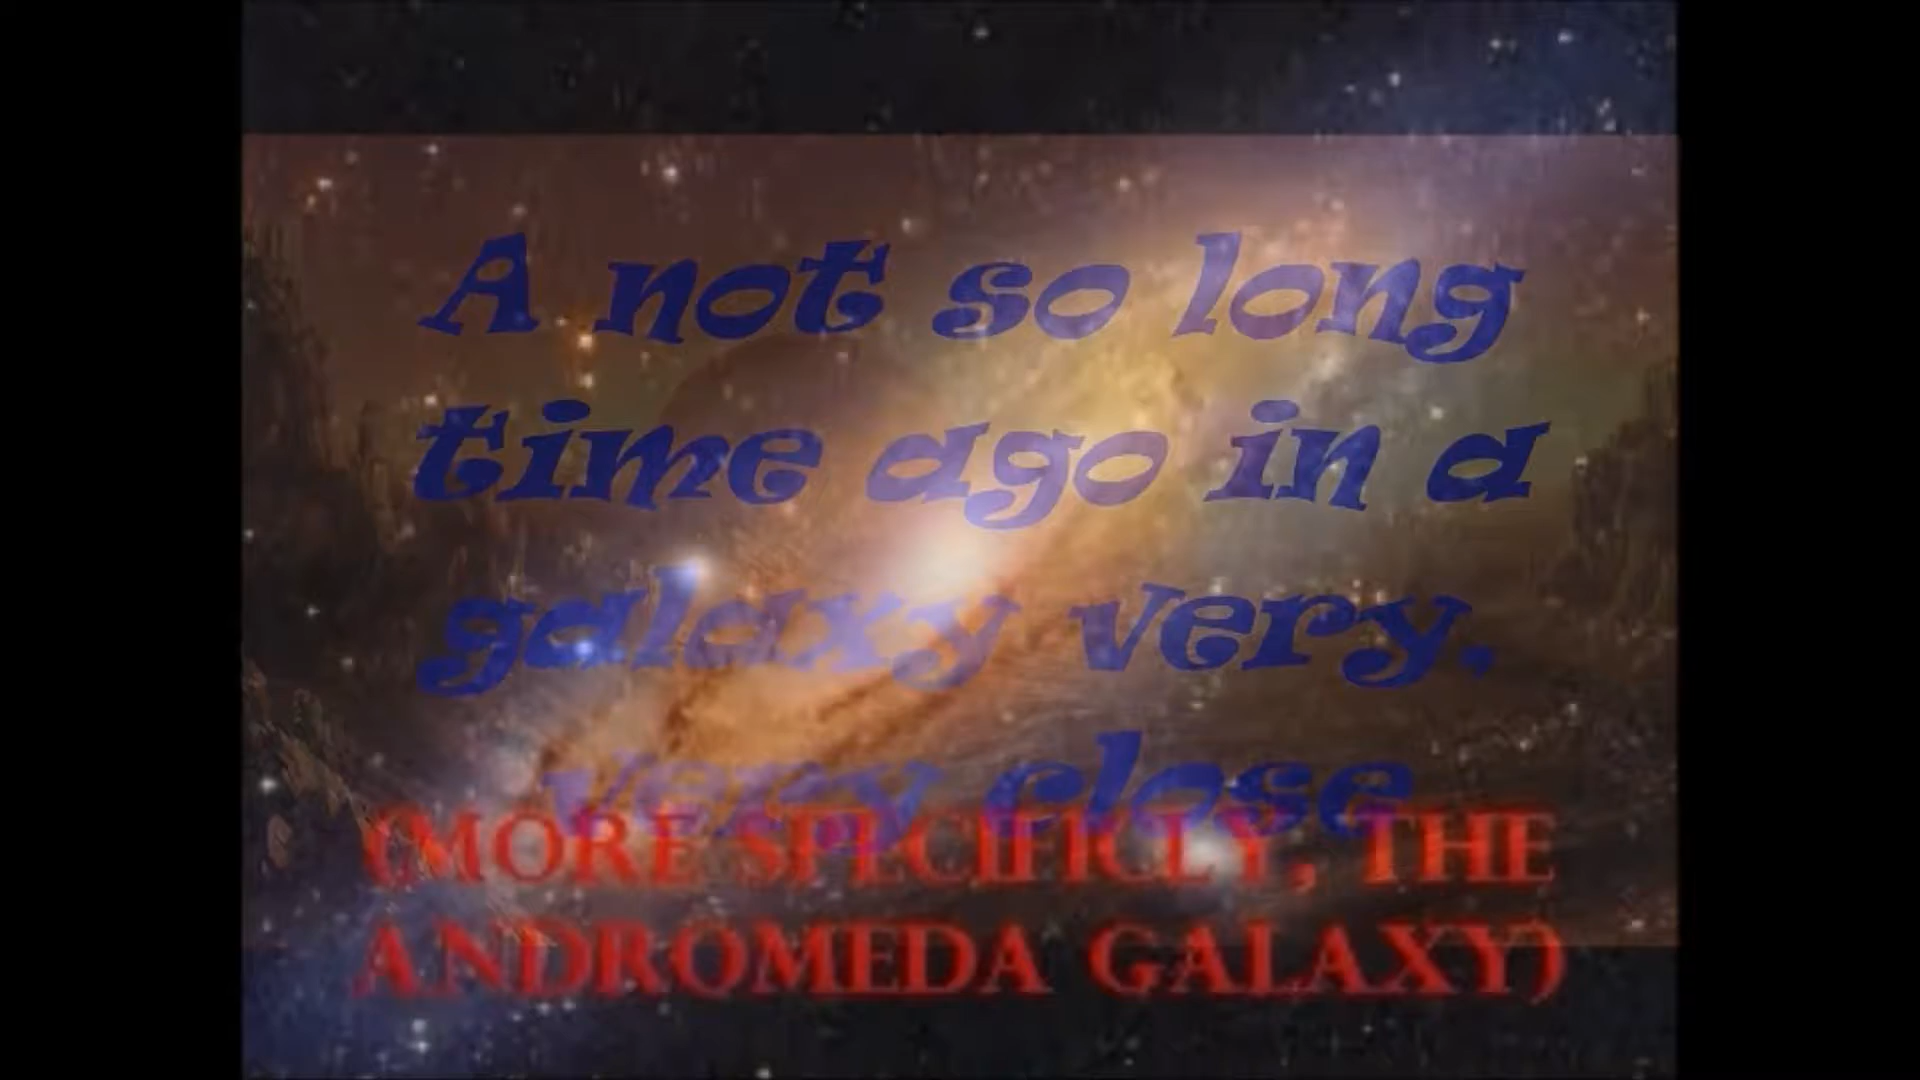 A not so long
time ago in a
galaxy very,
very close
(MORE SPECIFICLY, THE
ANDROMEDA GALAXY)